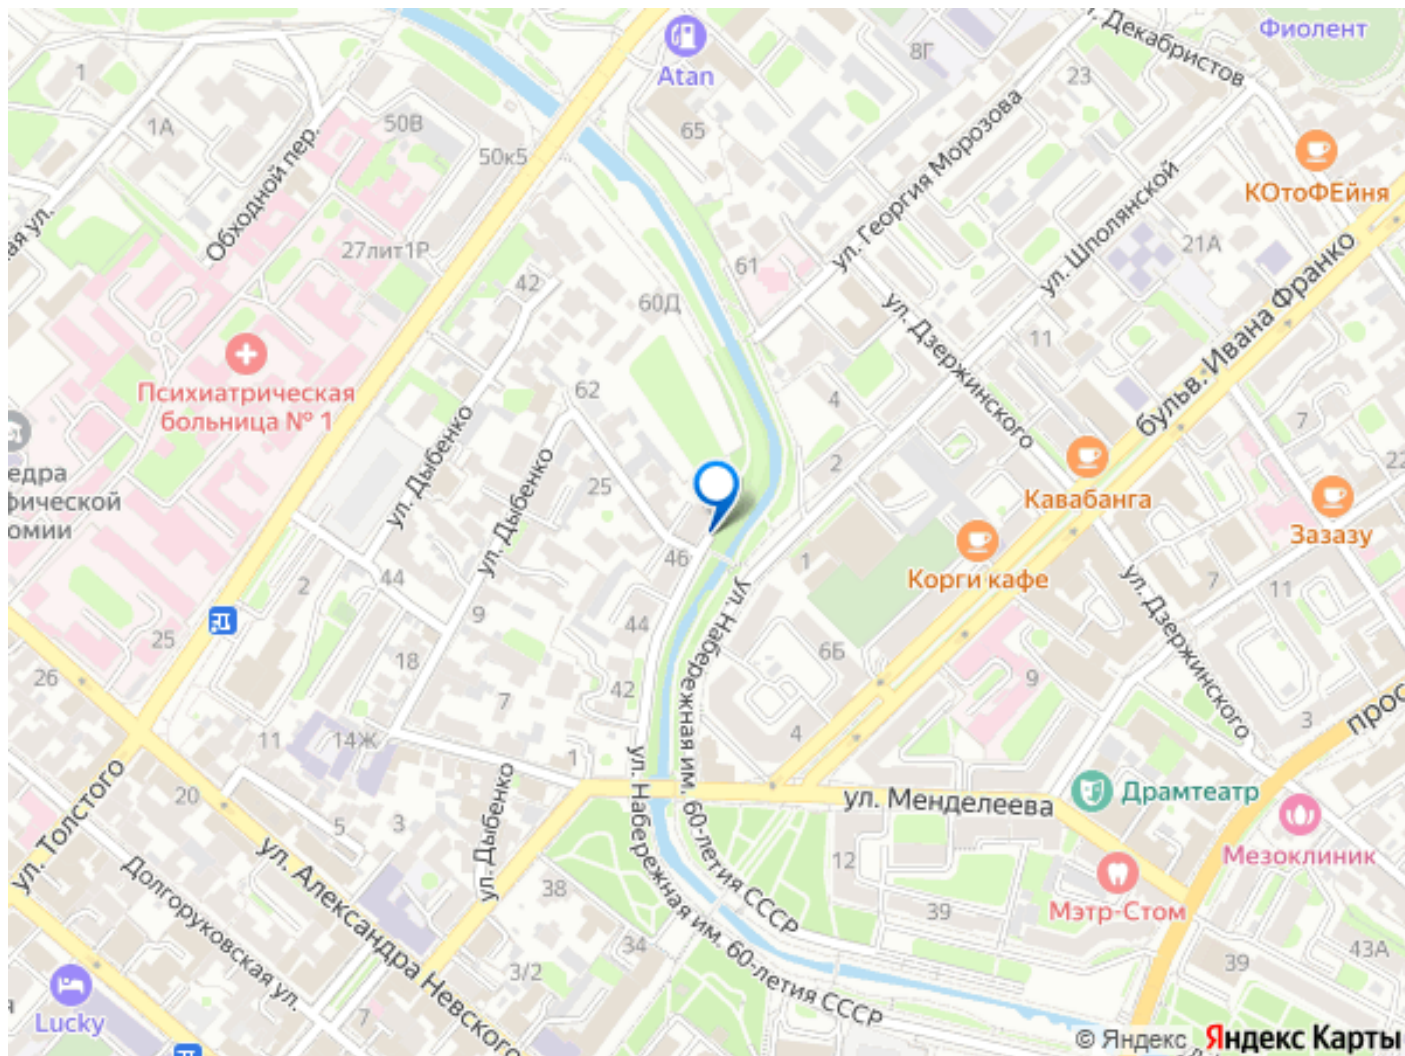 Фиолент
ул. Декабристов
Atan
8Г
23
65
1
1А
50В
50к5
Обходной пер.
27лит1Р
ул. Георгия Морозова
КОтоФЕйня
ул. Шполянской
21А
61
60Д
42
ул. Дзержинского
11
бульв. Ивана Франко
Психиатрическая
больница № 1
62
4
7
ул. Дыбенко
ул. Дыбенко
25
2
22
Кавабанга
Зазазу
едра
фической
омии
46
1
Корги кафе
2
44
9
44
ул. Набережная им. 60-летия СССР
ул. Дзержинского
7
11
25
18
6Б
26
7
42
9
3
прос
11
14Ж
1
4
ул. Толстого
20
5
3
ул. Дыбенко
ул. Набережная им. 60-летия СССР
ул. Менделеева
Драмтеатр
Мезоклиник
ул. Александра Невского
Долгоруковская ул.
38
12
Мэтр-Стом
39
34
3/2
39
43А
7
Lucky
© Яндекс Яндекс Карты